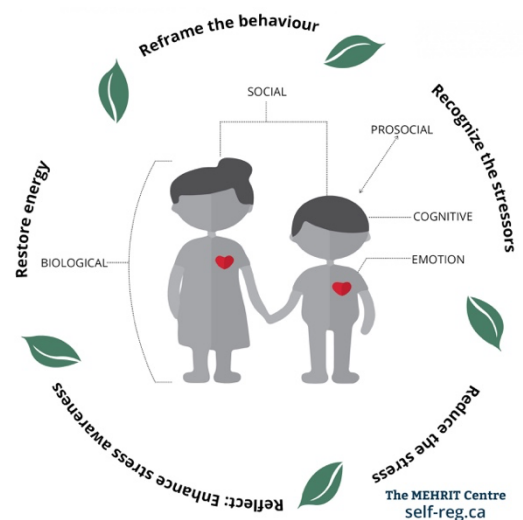 Reframe the behaviour
Recognize the stressors
Reduce the stress
Reflect: Enhance stress awareness
Restore energy
SOCIAL
PROSOCIAL
COGNITIVE
EMOTION
BIOLOGICAL
The MEHRIT Centre
self-reg.ca